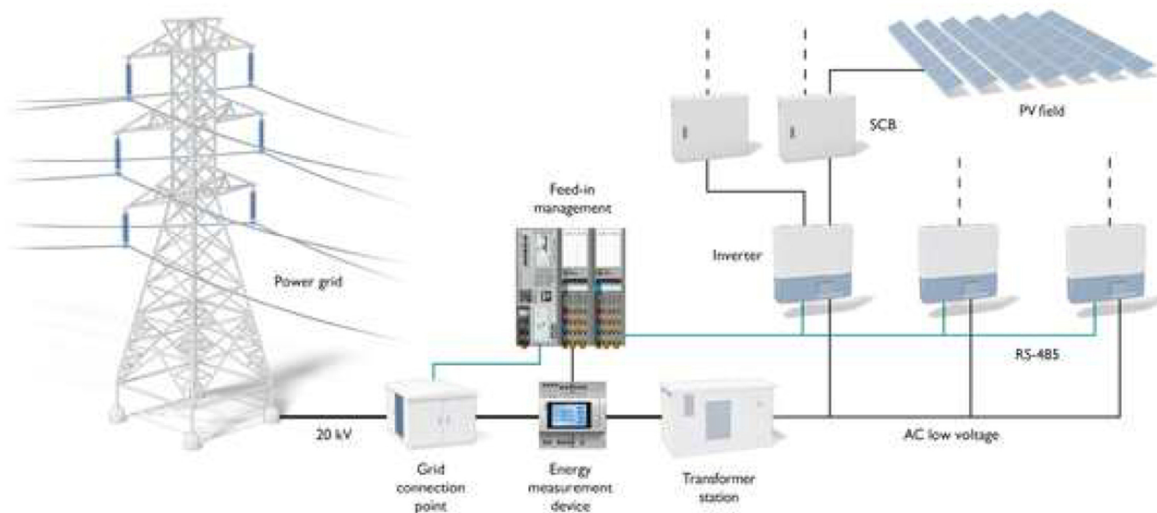 PV field
SCB
Feed-in
management
Inverter
Power grid
RS-485
20 kV
AC low voltage
Grid
connection
point
Energy
measurement
device
Transformer
station